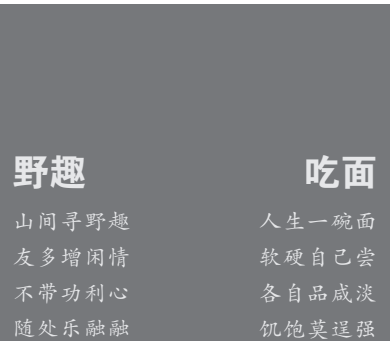 野趣
山间寻野趣
友多增闲情
不带功利心
随处乐融融
吃面
人生一碗面
软硬自己尝
各自品咸淡
饥饱莫逞强